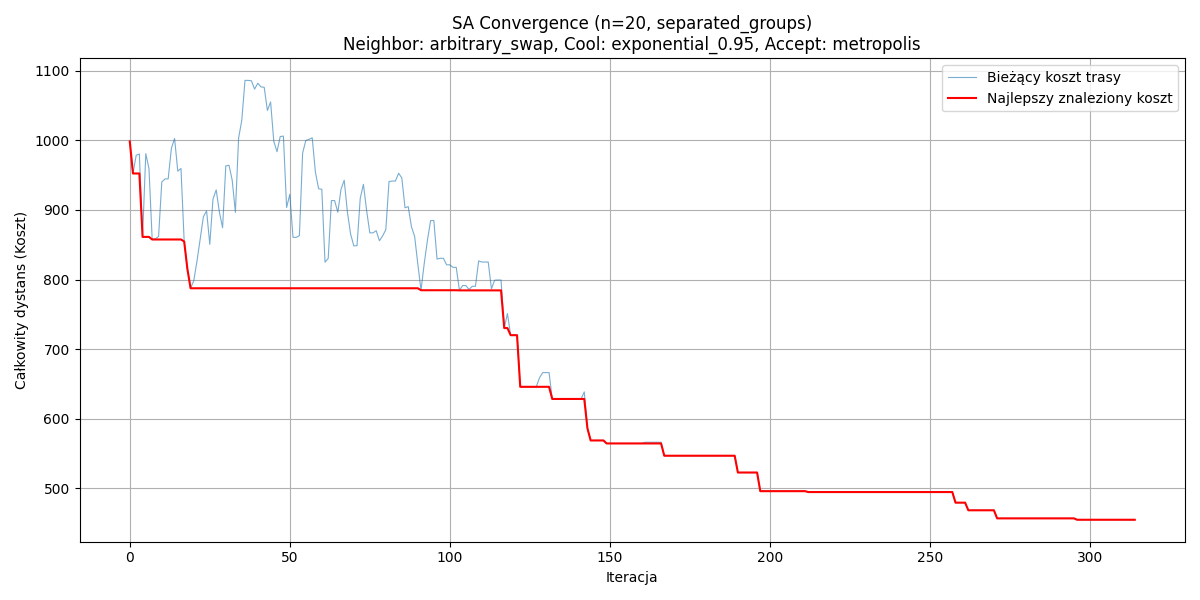 SA Convergence (n=20, separated_groups)
Neighbor: arbitrary_swap, Cool: exponential_0.95, Accept: metropolis
Bieżący koszt trasy
Najlepszy znaleziony koszt
Całkowity dystans (Koszt)
1100
1000
900
800
700
600
500
0
50
100
150
200
250
300
Iteracja